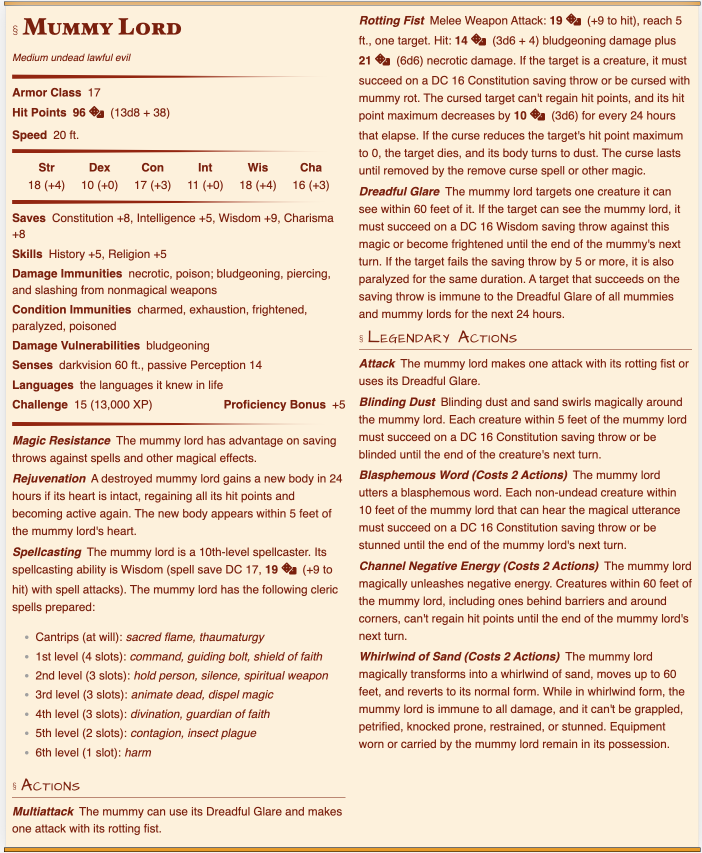 § Mummy Lord
Medium undead lawful evil
Armor Class 17
Hit Points 96 (13d8 + 38)
Speed 20 ft.
Str Dex Con Int Wis Cha
18 (+4) 10 (+0) 17 (+3) 11 (+0) 18 (+4) 16 (+3)
Saves Constitution +8, Intelligence +5, Wisdom +9, Charisma
+8
Skills History +5, Religion +5
Damage Immunities necrotic, poison; bludgeoning, piercing,
and slashing from nonmagical weapons
Condition Immunities charmed, exhaustion, frightened,
paralyzed, poisoned
Damage Vulnerabilities bludgeoning
Senses darkvision 60 ft., passive Perception 14
Languages the languages it knew in life
Challenge 15 (13,000 XP) Proficiency Bonus +5
Magic Resistance The mummy lord has advantage on saving
throws against spells and other magical effects.
Rejuvenation A destroyed mummy lord gains a new body in 24
hours if its heart is intact, regaining all its hit points and
becoming active again. The new body appears within 5 feet of
the mummy lord's heart.
Spellcasting The mummy lord is a 10th-level spellcaster. Its
spellcasting ability is Wisdom (spell save DC 17, 19 (+9 to
hit) with spell attacks). The mummy lord has the following cleric
spells prepared:
• Cantrips (at will): sacred flame, thaumaturgy
• 1st level (4 slots): command, guiding bolt, shield of faith
• 2nd level (3 slots): hold person, silence, spiritual weapon
• 3rd level (3 slots): animate dead, dispel magic
• 4th level (3 slots): divination, guardian of faith
• 5th level (2 slots): contagion, insect plague
• 6th level (1 slot): harm
§ Actions
Multiattack The mummy can use its Dreadful Glare and makes
one attack with its rotting fist.
Rotting Fist Melee Weapon Attack: 19 (+9 to hit), reach 5
ft., one target. Hit: 14 (3d6 + 4) bludgeoning damage plus
21 (6d6) necrotic damage. If the target is a creature, it must
succeed on a DC 16 Constitution saving throw or be cursed with
mummy rot. The cursed target can't regain hit points, and its hit
point maximum decreases by 10 (3d6) for every 24 hours
that elapse. If the curse reduces the target's hit point maximum
to 0, the target dies, and its body turns to dust. The curse lasts
until removed by the remove curse spell or other magic.
Dreadful Glare The mummy lord targets one creature it can
see within 60 feet of it. If the target can see the mummy lord, it
must succeed on a DC 16 Wisdom saving throw against this
magic or become frightened until the end of the mummy's next
turn. If the target fails the saving throw by 5 or more, it is also
paralyzed for the same duration. A target that succeeds on the
saving throw is immune to the Dreadful Glare of all mummies
and mummy lords for the next 24 hours.
§ Legendary Actions
Attack The mummy lord makes one attack with its rotting fist or
uses its Dreadful Glare.
Blinding Dust Blinding dust and sand swirls magically around
the mummy lord. Each creature within 5 feet of the mummy lord
must succeed on a DC 16 Constitution saving throw or be
blinded until the end of the creature's next turn.
Blasphemous Word (Costs 2 Actions) The mummy lord
utters a blasphemous word. Each non-undead creature within
10 feet of the mummy lord that can hear the magical utterance
must succeed on a DC 16 Constitution saving throw or be
stunned until the end of the mummy lord's next turn.
Channel Negative Energy (Costs 2 Actions) The mummy lord
magically unleashes negative energy. Creatures within 60 feet of
the mummy lord, including ones behind barriers and around
corners, can't regain hit points until the end of the mummy lord's
next turn.
Whirlwind of Sand (Costs 2 Actions) The mummy lord
magically transforms into a whirlwind of sand, moves up to 60
feet, and reverts to its normal form. While in whirlwind form, the
mummy lord is immune to all damage, and it can't be grappled,
petrified, knocked prone, restrained, or stunned. Equipment
worn or carried by the mummy lord remain in its possession.